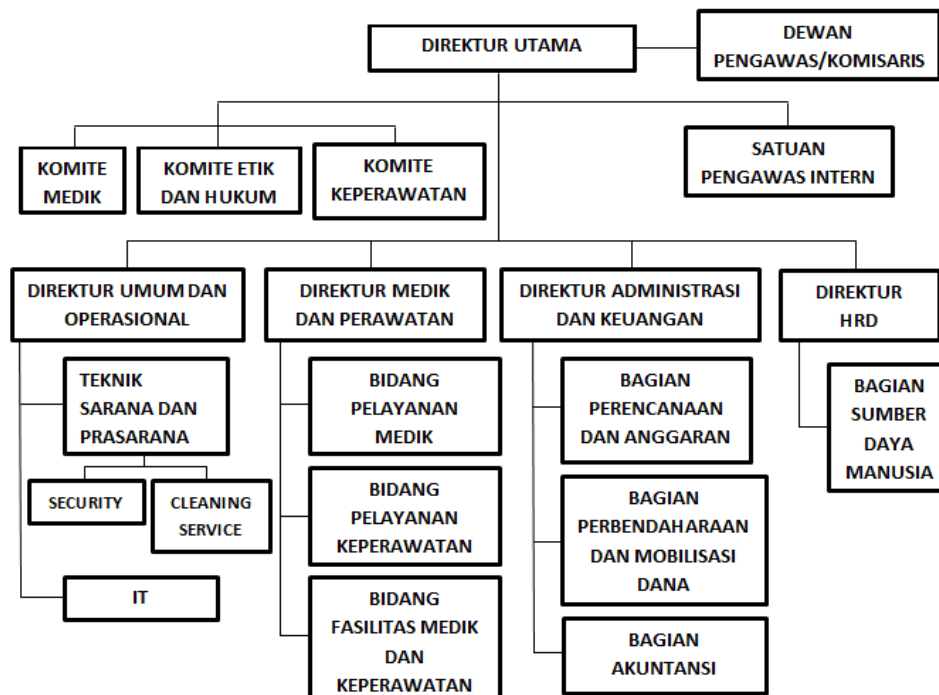 DIREKTUR UTAMA
DEWAN
PENGAWAS/KOMISARIS
KOMITE
MEDIK
KOMITE ETIK
DAN HUKUM
KOMITE
KEPERAWATAN
SATUAN
PENGAWAS INTERN
DIREKTUR UMUM DAN
OPERASIONAL
DIREKTUR MEDIK
DAN PERAWATAN
DIREKTUR ADMINISTRASI
DAN KEUANGAN
DIREKTUR
HRD
TEKNIK
SARANA DAN
PRASARANA
SECURITY
CLEANING
SERVICE
IT
BIDANG
PELAYANAN
MEDIK
BIDANG
PELAYANAN
KEPERAWATAN
BIDANG
FASILITAS MEDIK
DAN
KEPERAWATAN
BAGIAN
PERENCANAAN
DAN ANGGARAN
BAGIAN
PERBENDAHARAAN
DAN MOBILISASI
DANA
BAGIAN
AKUNTANSI
BAGIAN
SUMBER
DAYA
MANUSIA